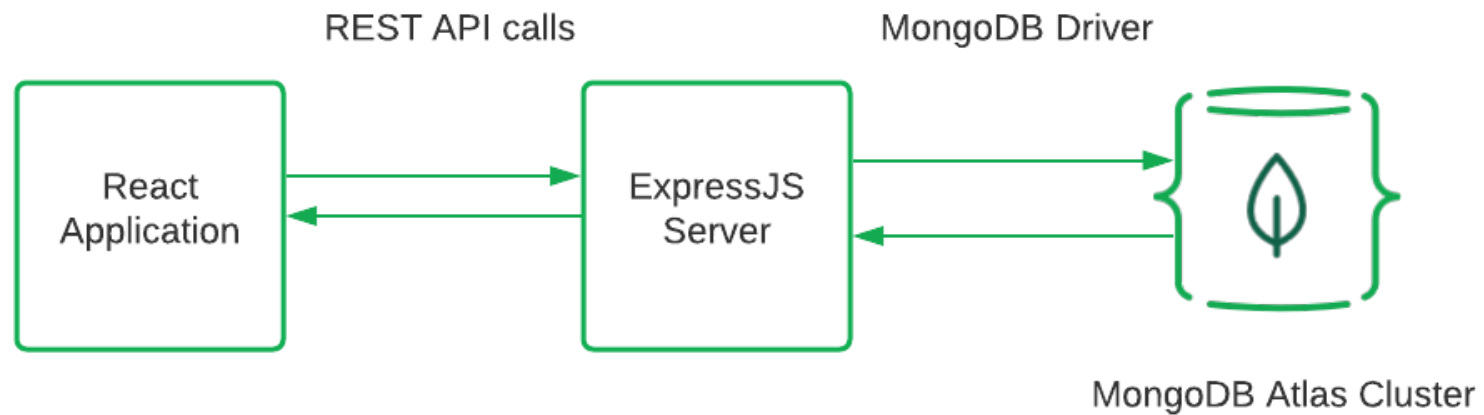 REST API calls
MongoDB Driver
React
Application
ExpressJS
Server
MongoDB Atlas Cluster